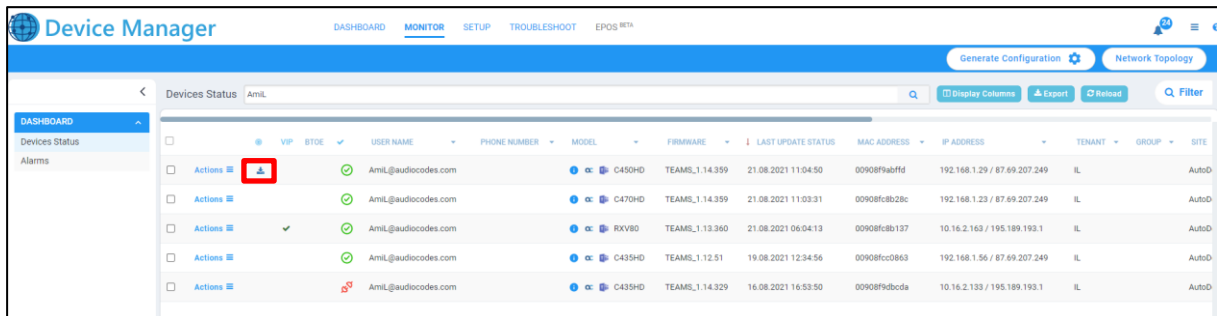 Device Manager DASHBOARD MONITOR SETUP TROUBLESHOOT EPOS BETA 24
Generate Configuration Network Topology
Devices Status AmiL Display Columns Export Reload Filter
DASHBOARD
Devices Status
Alarms
VIP BTOE USER NAME PHONE NUMBER MODEL FIRMWARE LAST UPDATE STATUS MAC ADDRESS IP ADDRESS TENANT GROUP SITE
Actions AmiL@audiocodes.com C450HD TEAMS_1.14.359 21.08.2021 11:04:50 00908f9abffd 192.168.1.29 / 87.69.207.249 IL AutoD
Actions AmiL@audiocodes.com C470HD TEAMS_1.14.359 21.08.2021 11:03:31 00908fc8b28c 192.168.1.23 / 87.69.207.249 IL AutoD
Actions AmiL@audiocodes.com RXV80 TEAMS_1.13.360 21.08.2021 06:04:13 00908fc8b137 10.16.2.163 / 195.189.193.1 IL AutoD
Actions AmiL@audiocodes.com C435HD TEAMS_1.12.51 19.08.2021 12:34:56 00908fcc0863 192.168.1.56 / 87.69.207.249 IL AutoD
Actions AmiL@audiocodes.com C435HD TEAMS_1.14.329 16.08.2021 16:53:50 00908f9dbcda 10.16.2.133 / 195.189.193.1 IL AutoD